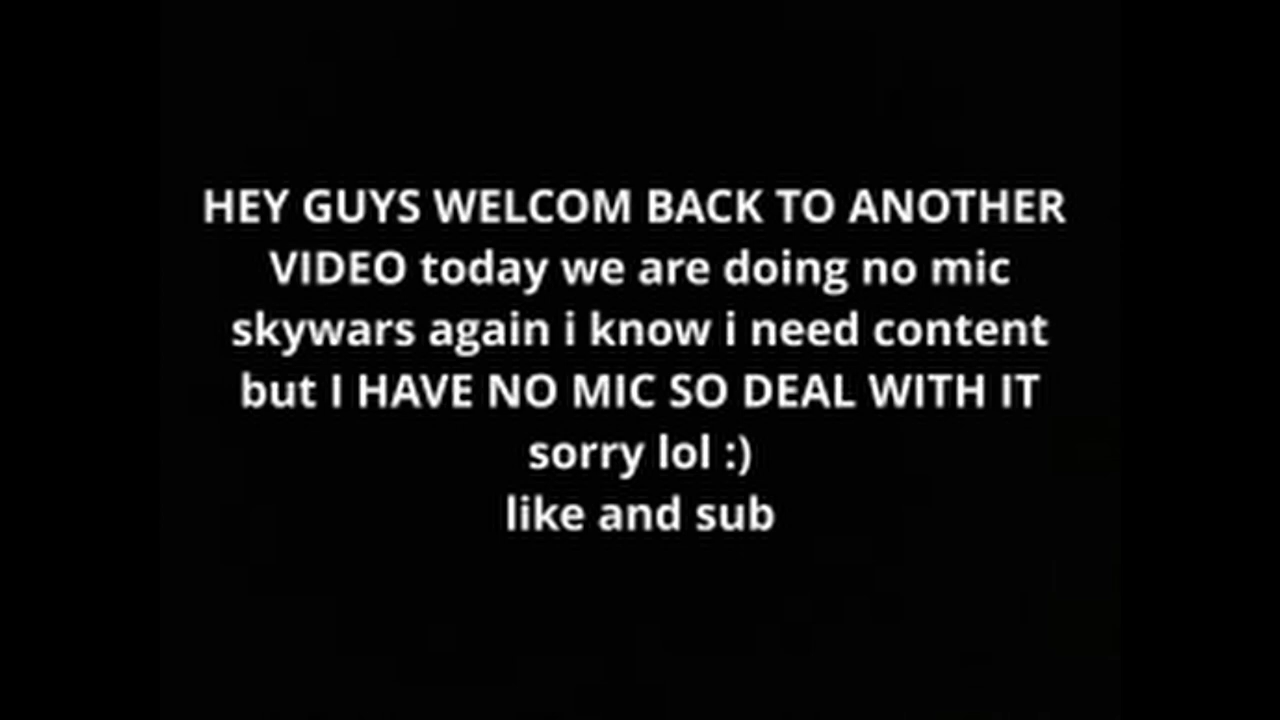 HEY GUYS WELCOM BACK TO ANOTHER
VIDEO today we are doing no mic
skywars again i know i need content
but I HAVE NO MIC SO DEAL WITH IT
sorry lol :)
like and sub